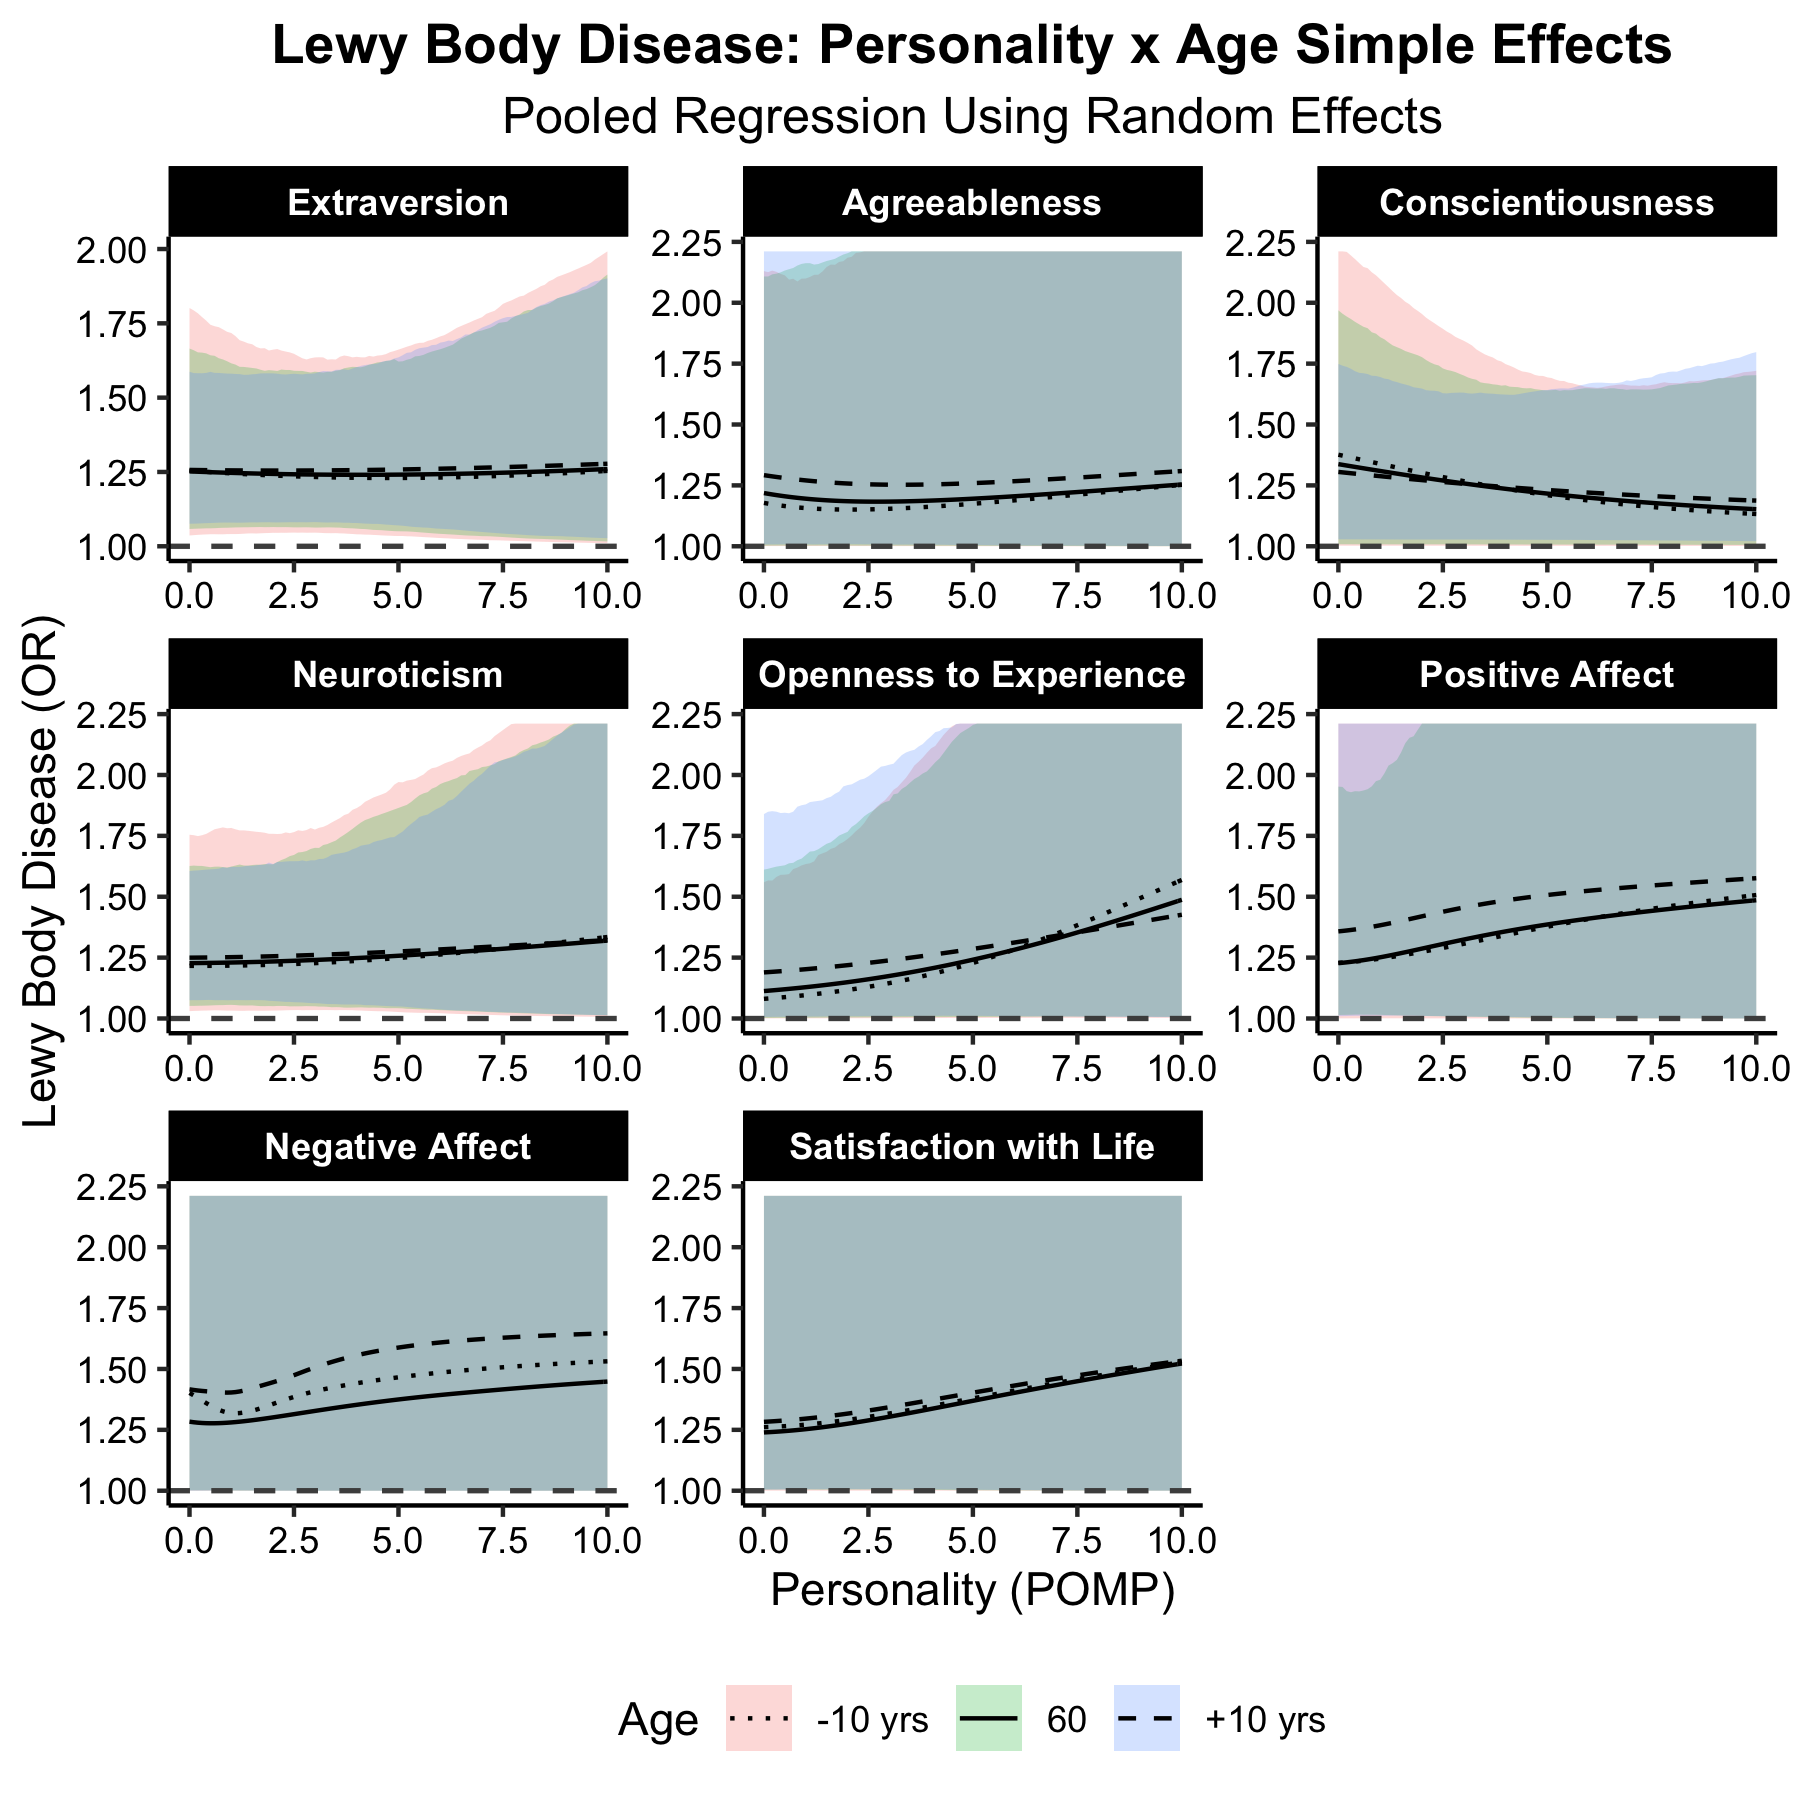 Lewy Body Disease: Personality x Age Simple Effects
Pooled Regression Using Random Effects
Extraversion
Agreeableness
Conscientiousness
2.00
1.75
1.50
1.25
1.00
2.25
2.00
1.75
1.50
1.25
1.00
2.25
2.00
1.75
1.50
1.25
1.00
0.0 2.5 5.0 7.5 10.0
0.0 2.5 5.0 7.5 10.0
0.0 2.5 5.0 7.5 10.0
Lewy Body Disease (OR)
Neuroticism
Openness to Experience
Positive Affect
2.25
2.00
1.75
1.50
1.25
1.00
2.25
2.00
1.75
1.50
1.25
1.00
2.25
2.00
1.75
1.50
1.25
1.00
0.0 2.5 5.0 7.5 10.0
0.0 2.5 5.0 7.5 10.0
0.0 2.5 5.0 7.5 10.0
Negative Affect
Satisfaction with Life
2.25
2.00
1.75
1.50
1.25
1.00
2.25
2.00
1.75
1.50
1.25
1.00
0.0 2.5 5.0 7.5 10.0
0.0 2.5 5.0 7.5 10.0
Personality (POMP)
Age -10 yrs 60 +10 yrs